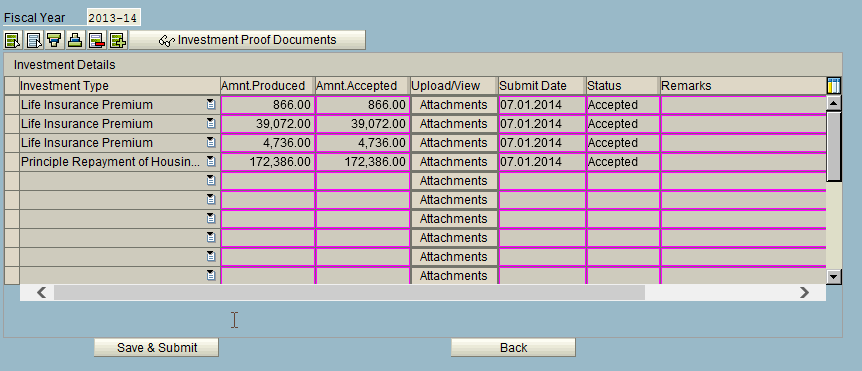 Fiscal Year 2013-14
Investment Proof Documents
Investment Details
Investment Type Amnt.Produced Amnt.Accepted Upload/View Submit Date Status Remarks
Life Insurance Premium 866.00 866.00 Attachments 07.01.2014 Accepted
Life Insurance Premium 39,072.00 39,072.00 Attachments 07.01.2014 Accepted
Life Insurance Premium 4,736.00 4,736.00 Attachments 07.01.2014 Accepted
Principle Repayment of Housin... 172,386.00 172,386.00 Attachments 07.01.2014 Accepted
Attachments
Attachments
Attachments
Attachments
Attachments
Attachments
Save & Submit Back